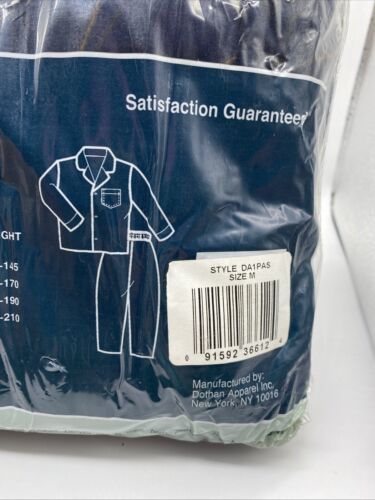 Satisfaction Guaranteed
GHT
-145
-170
-190
-210
STYLE DA1PAS
SIZE M
0 91592 36612 4
Manufactured by:
Dothan Apparel Inc.
New York, NY 10016